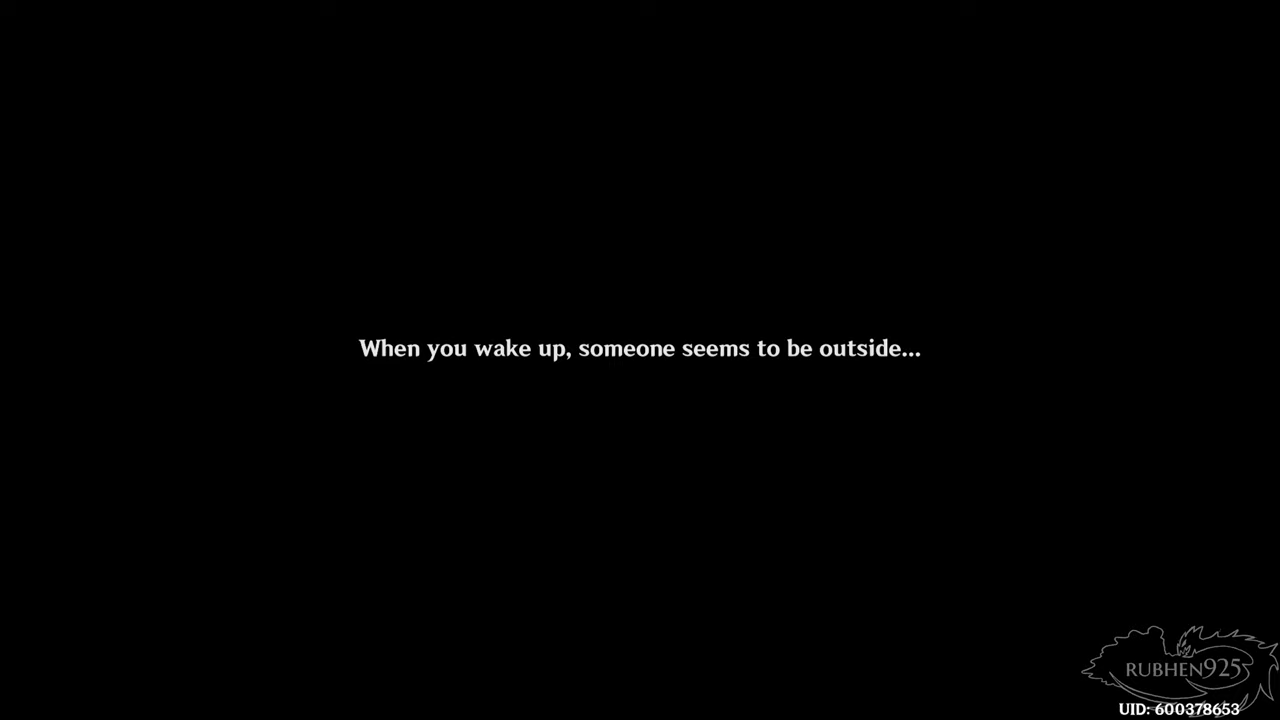 When you wake up, someone seems to be outside...
RUBHEN925
UID: 600378653